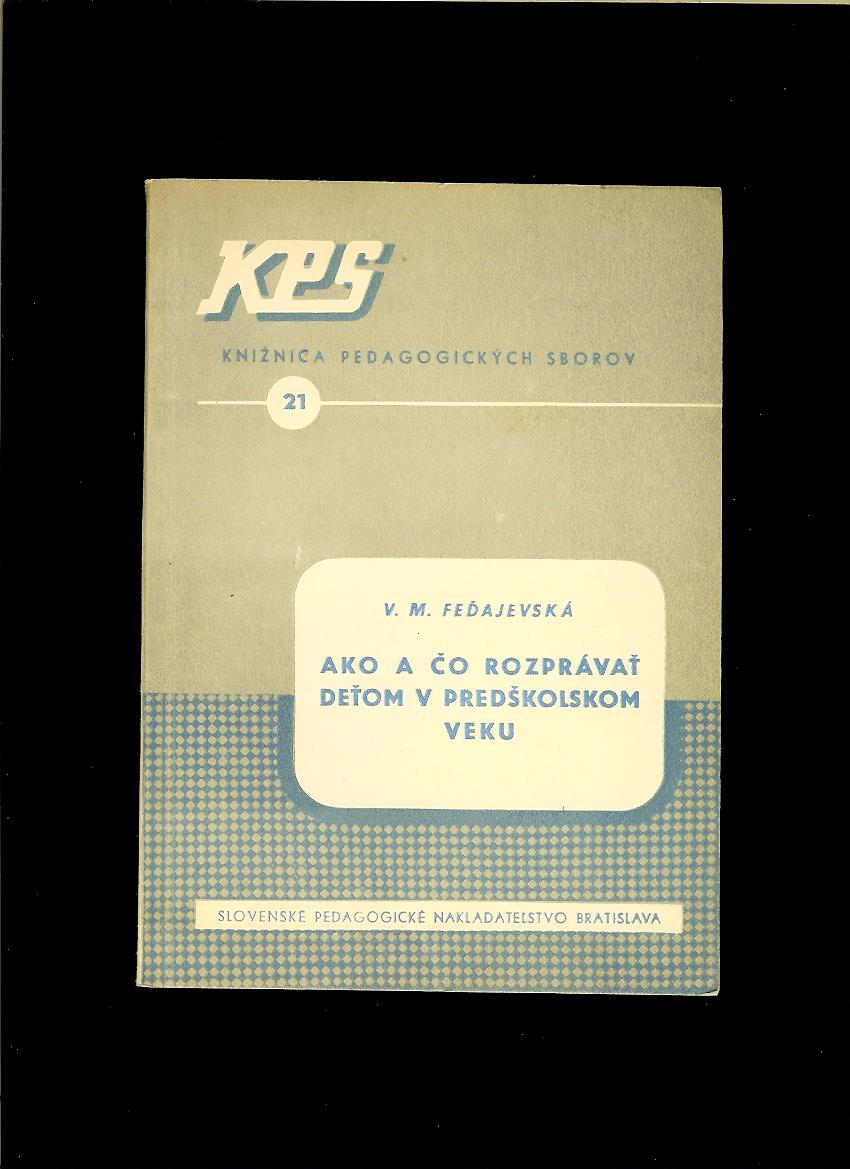 KPS
KNIŽNICA PEDAGOGICKÝCH SBOROV
21
V. M. FEĎAJEVSKÁ
AKO A ČO ROZPRÁVAŤ
DEŤOM V PREDŠKOLSKOM
VEKU
SLOVENSKÉ PEDAGOGICKÉ NAKLADATEĽSTVO BRATISLAVA